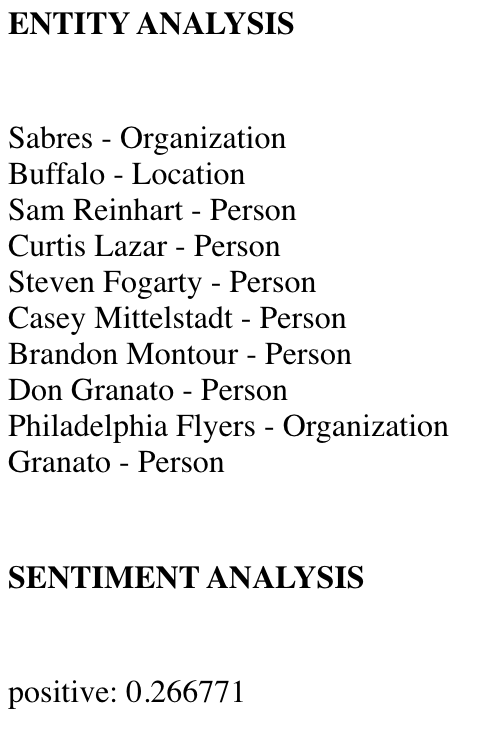 ENTITY ANALYSIS
Sabres - Organization
Buffalo - Location
Sam Reinhart - Person
Curtis Lazar - Person
Steven Fogarty - Person
Casey Mittelstadt - Person
Brandon Montour - Person
Don Granato - Person
Philadelphia Flyers - Organization
Granato - Person
SENTIMENT ANALYSIS
positive: 0.266771